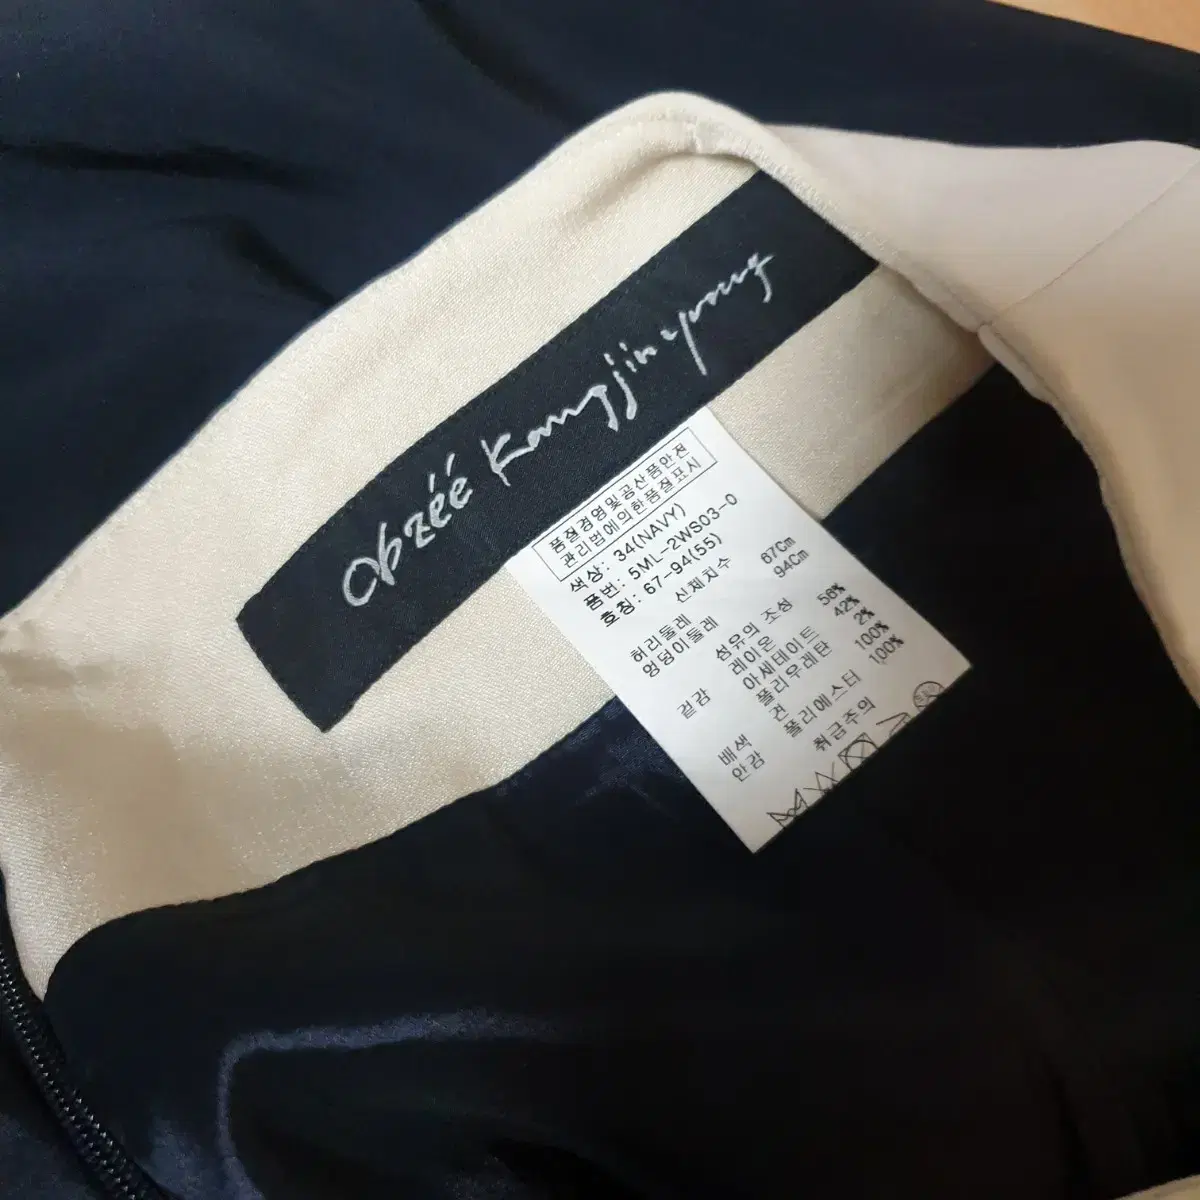 obzéé Kangjinyoung
품질경영및공산품안전
관리법에의한품질표시
색상: 34(NAVY)
품번: 5ML-2WS03-0
호칭: 67-94(55)
신체치수
허리둘레 67Cm
엉덩이둘레 94Cm
섬유의 조성
겉감 레이온 58%
아세테이트 42%
폴리우레탄 2%
배색 견 100%
안감 폴리에스터 100%
취급주의